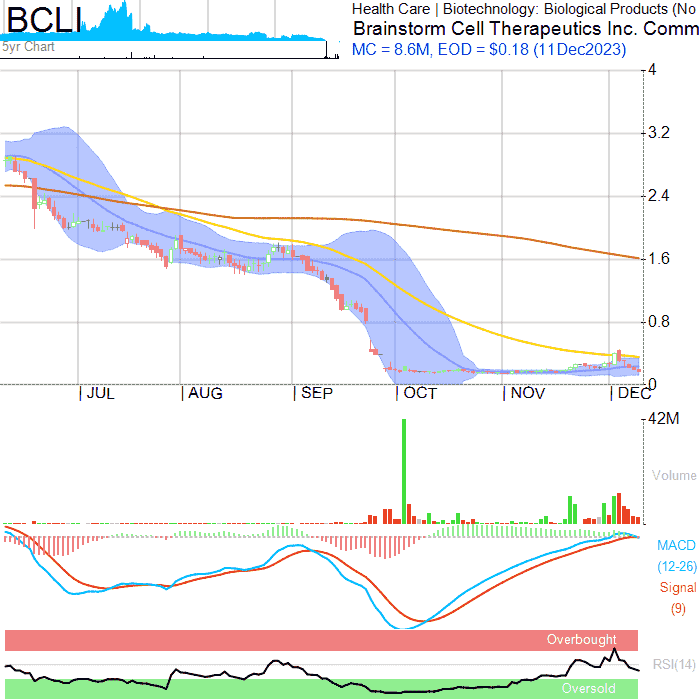 BCLI
5yr Chart
Health Care | Biotechnology: Biological Products (No
Brainstorm Cell Therapeutics Inc. Comm
MC = 8.6M, EOD = $0.18 (11Dec2023)
4
3.2
2.4
1.6
0.8
0
JUL
AUG
SEP
OCT
NOV
DEC
42M
Volume
MACD
(12-26)
Signal
(9)
Overbought
RSI(14)
Oversold